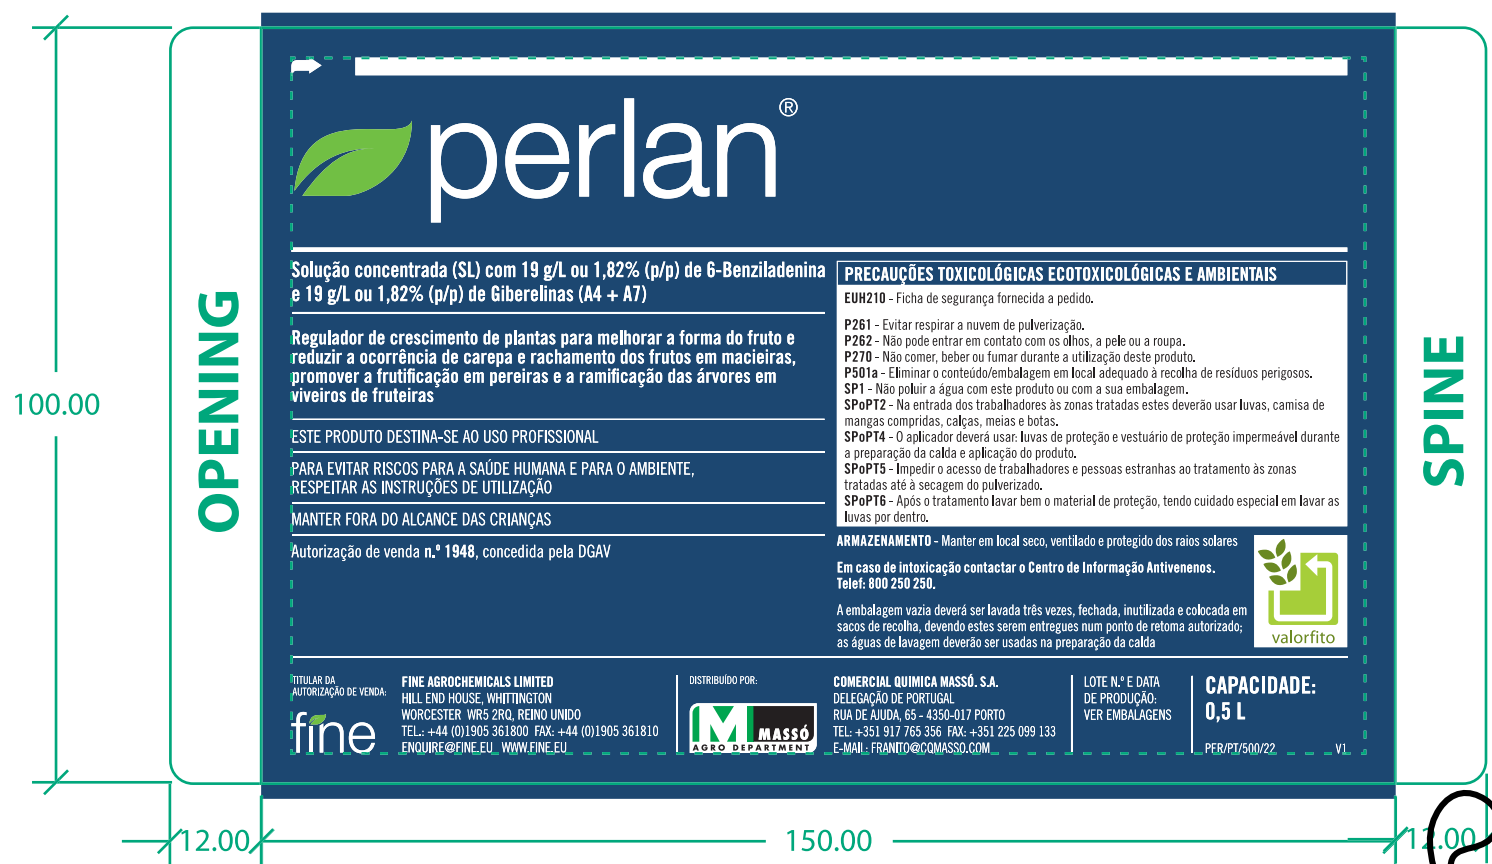 perlan®
Solução concentrada (SL) com 19 g/L ou 1,82% (p/p) de 6-Benziladenina
e 19 g/L ou 1,82% (p/p) de Giberelinas (A4 + A7)
Regulador de crescimento de plantas para melhorar a forma do fruto e
reduzir a ocorrência de carepa e rachamento dos frutos em macieiras,
promover a frutificação em pereiras e a ramificação das árvores em
viveiros de fruteiras
ESTE PRODUTO DESTINA-SE AO USO PROFISSIONAL
PARA EVITAR RISCOS PARA A SAÚDE HUMANA E PARA O AMBIENTE,
RESPEITAR AS INSTRUÇÕES DE UTILIZAÇÃO
MANTER FORA DO ALCANCE DAS CRIANÇAS
Autorização de venda n.º 1948, concedida pela DGAV
PRECAUÇÕES TOXICOLÓGICAS ECOTOXICOLÓGICAS E AMBIENTAIS
EUH210 - Ficha de segurança fornecida a pedido.
P261 - Evitar respirar a nuvem de pulverização.
P262 - Não pode entrar em contato com os olhos, a pele ou a roupa.
P270 - Não comer, beber ou fumar durante a utilização deste produto.
P501a - Eliminar o conteúdo/embalagem em local adequado à recolha de resíduos perigosos.
SP1 - Não poluir a água com este produto ou com a sua embalagem.
SPoPT2 - Na entrada dos trabalhadores às zonas tratadas estes deverão usar luvas, camisa de
mangas compridas, calças, meias e botas.
SPoPT4 - O aplicador deverá usar: luvas de proteção e vestuário de proteção impermeável durante
a preparação da calda e aplicação do produto.
SPoPT5 - Impedir o acesso de trabalhadores e pessoas estranhas ao tratamento às zonas
tratadas até à secagem do pulverizado.
SPoPT6 - Após o tratamento lavar bem o material de proteção, tendo cuidado especial em lavar as
luvas por dentro.
ARMAZENAMENTO - Manter em local seco, ventilado e protegido dos raios solares
Em caso de intoxicação contactar o Centro de Informação Antivenenos.
Telef: 800 250 250.
A embalagem vazia deverá ser lavada três vezes, fechada, inutilizada e colocada em
sacos de recolha, devendo estes serem entregues num ponto de retoma autorizado;
as águas de lavagem deverão ser usadas na preparação da calda
valorfito
TITULAR DA
AUTORIZAÇÃO DE VENDA:
fine
FINE AGROCHEMICALS LIMITED
HILL END HOUSE, WHITTINGTON
WORCESTER WR5 2RQ, REINO UNIDO
TEL.: +44 (0)1905 361800 FAX: +44 (0)1905 361810
ENQUIRE@FINE.EU WWW.FINE.EU
DISTRIBUÍDO POR:
M MASSÓ
AGRO DEPARTMENT
COMERCIAL QUIMICA MASSÓ. S.A.
DELEGAÇÃO DE PORTUGAL
RUA DE AJUDA, 65 - 4350-017 PORTO
TEL: +351 917 765 356 FAX: +351 225 099 133
E-MAIL: FRANITO@CQMASSO.COM
LOTE N.º E DATA
DE PRODUÇÃO:
VER EMBALAGENS
CAPACIDADE:
0,5 L
PER/PT/500/22 V1
OPENING
SPINE
100.00
12.00
150.00
12.00